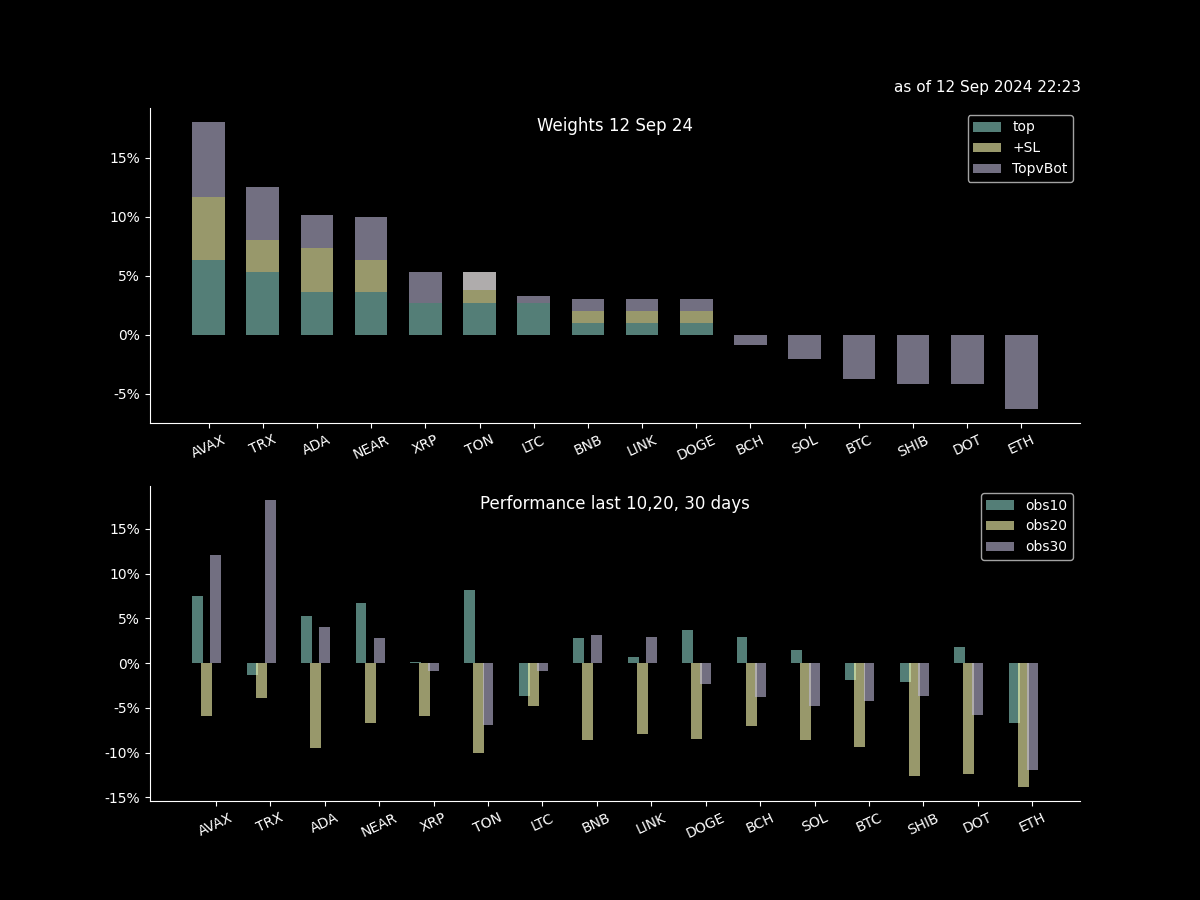 as of 12 Sep 2024 22:23
Weights 12 Sep 24
top
+SL
TopvBot
15%
10%
5%
0%
-5%
AVAX TRX ADA NEAR XRP TON LTC BNB LINK DOGE BCH SOL BTC SHIB DOT ETH
Performance last 10,20, 30 days
obs10
obs20
obs30
15%
10%
5%
0%
-5%
-10%
-15%
AVAX TRX ADA NEAR XRP TON LTC BNB LINK DOGE BCH SOL BTC SHIB DOT ETH